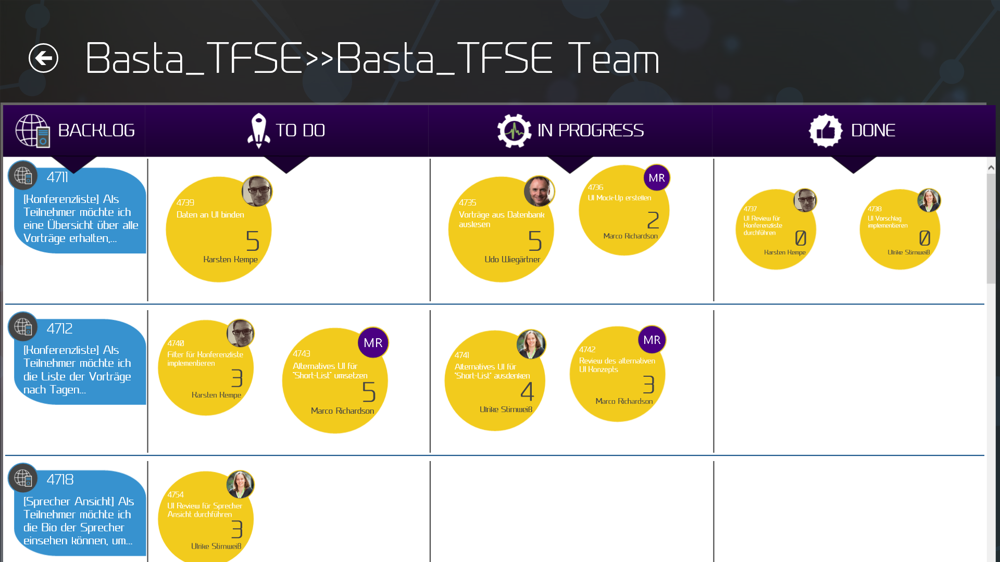 Basta_TFSE>>Basta_TFSE Team
BACKLOG
TO DO
IN PROGRESS
DONE
4711
[Konferenzliste] Als
Teilnehmer möchte ich
eine Übersicht über alle
Vorträge erhalten,...
4739
Daten an UI binden
5
Karsten Kempe
4735
Vorträge aus Datenbank
auslesen
5
Udo Wiegärtner
MR
4736
UI Mock-Up erstellen
2
Marco Richardson
4737
UI Review für
Konferenzliste
durchführen
0
Karsten Kempe
4738
UI Vorschlag
implementieren
0
Ulrike Stirnweiß
4712
[Konferenzliste] Als
Teilnehmer möchte ich
die Liste der Vorträge
nach Tagen...
4740
Filter für Konferenzliste
implementieren
3
Karsten Kempe
MR
4743
Alternatives UI für
"Short-List" umsetzen
5
Marco Richardson
4741
Alternatives UI für
"Short-List" ausdenken
4
Ulrike Stirnweiß
MR
4742
Review des alternativen
UI Konzepts
3
Marco Richardson
4718
[Sprecher Ansicht] Als
Teilnehmer möchte ich
die Bio der Sprecher
einsehen können, um...
4754
UI Review für Sprecher
Ansicht durchführen
3
Ulrike Stirnweiß